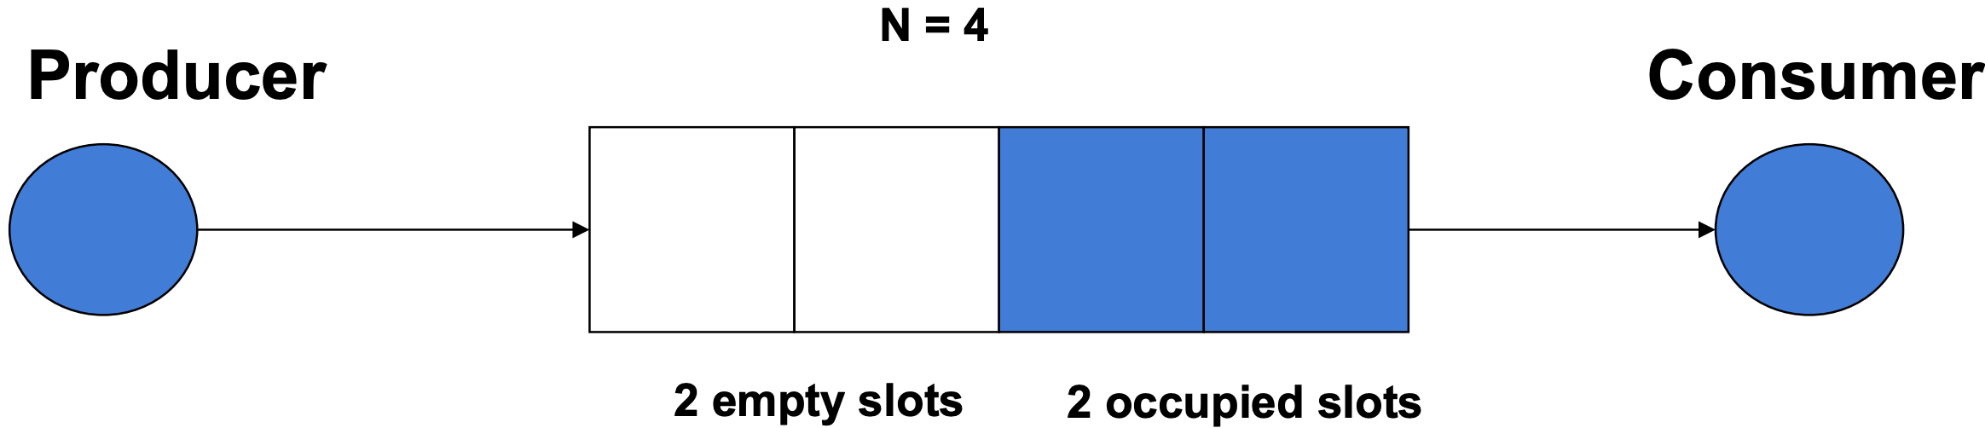 N = 4
Producer
Consumer
2 empty slots
2 occupied slots